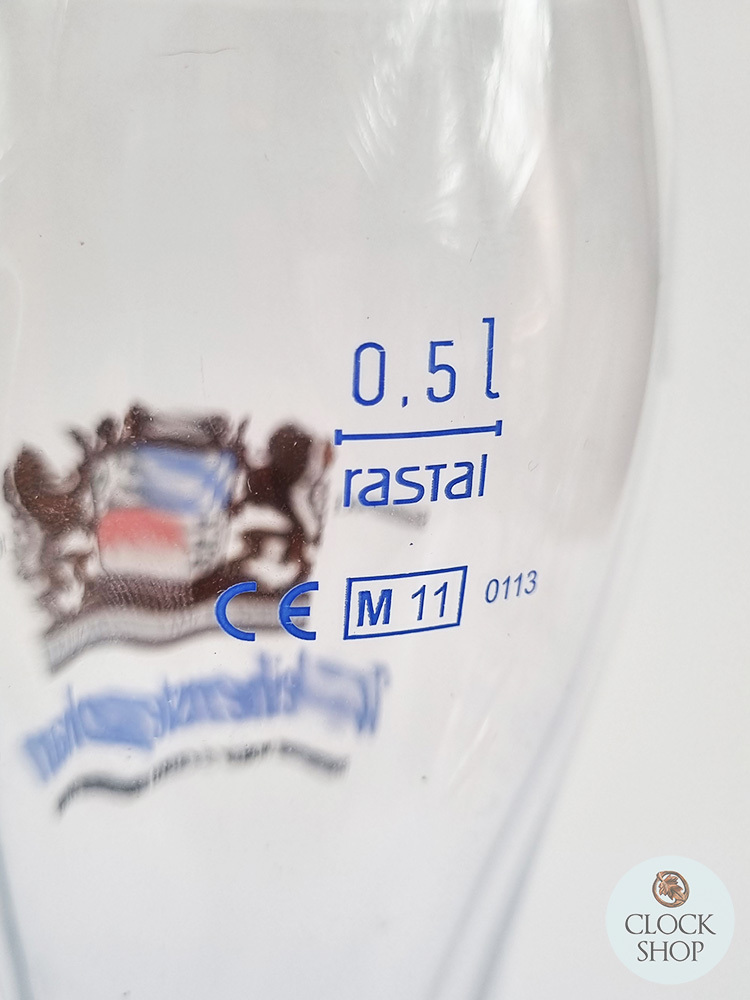 0,5 l
rastal
CE M 11 0113
CLOCK
SHOP